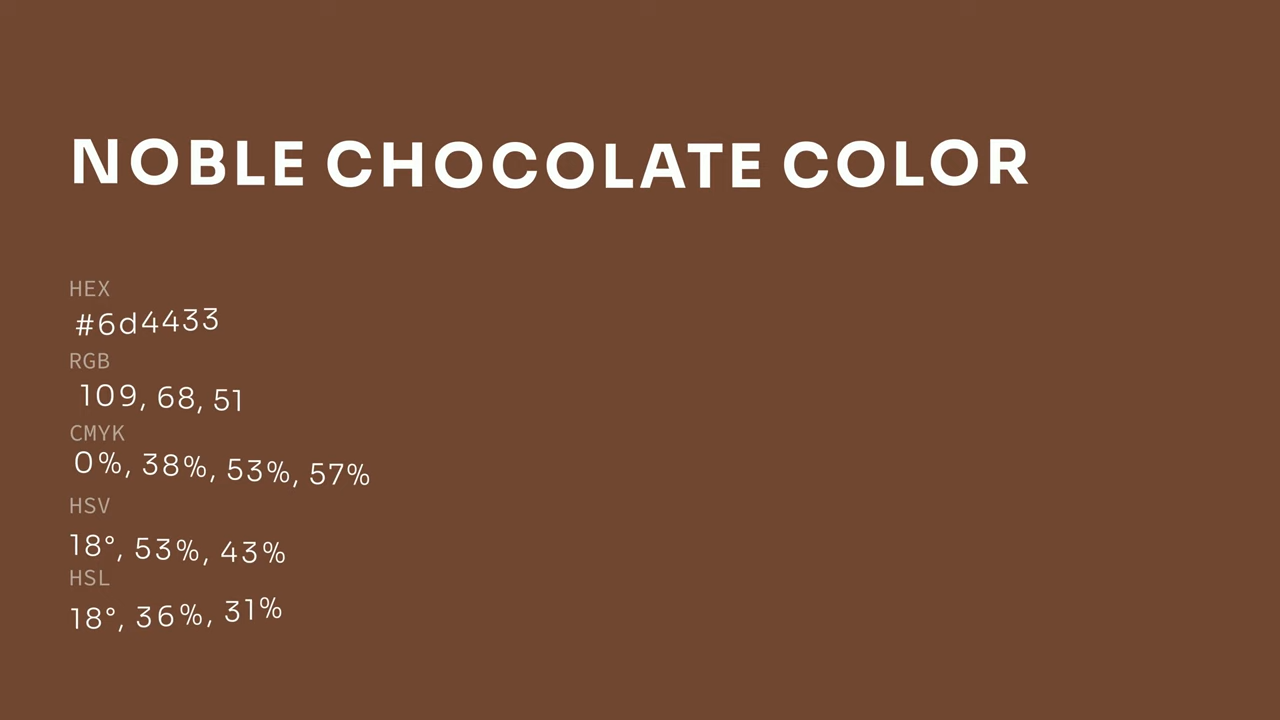 NOBLE CHOCOLATE COLOR
HEX
#6d4433
RGB
109, 68, 51
CMYK
0%, 38%, 53%, 57%
HSV
18°, 53%, 43%
HSL
18°, 36%, 31%